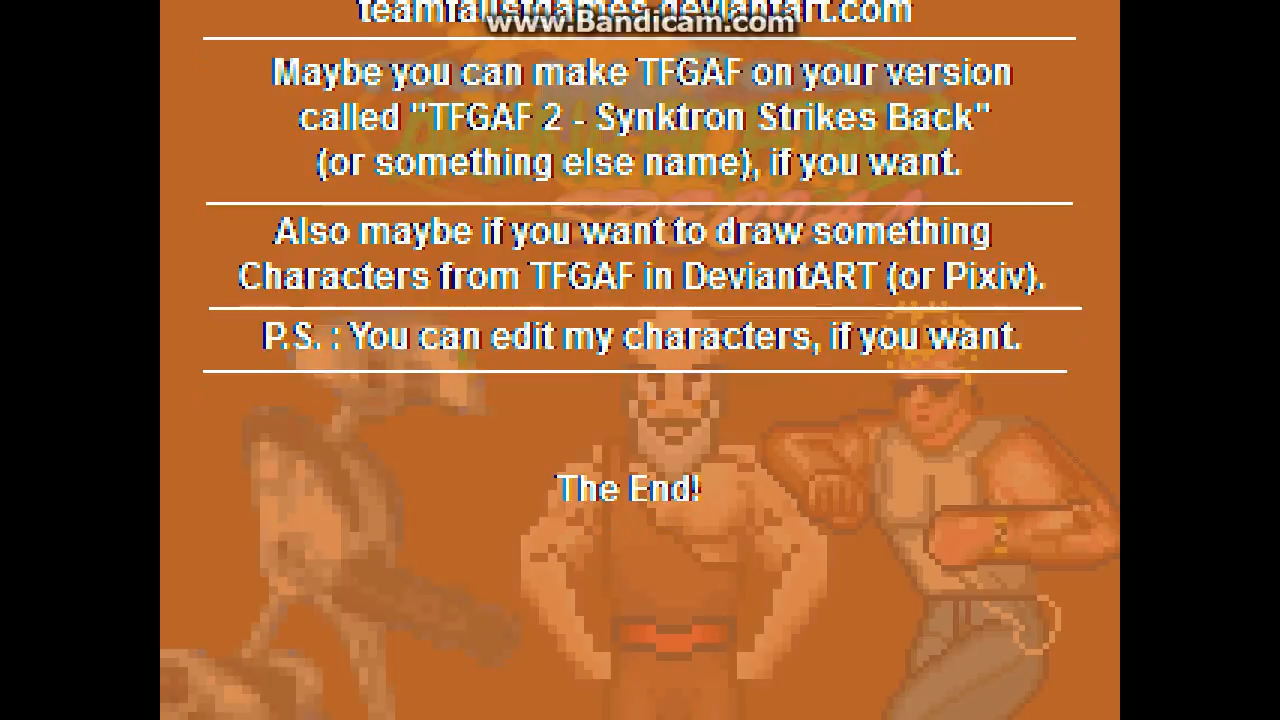 www.Bandicam.com
Maybe you can make TFGAF on your version
called "TFGAF 2 - Synktron Strikes Back"
(or something else name), if you want.
Also maybe if you want to draw something
Characters from TFGAF in DeviantART (or Pixiv).
P.S. : You can edit my characters, if you want.
The End!